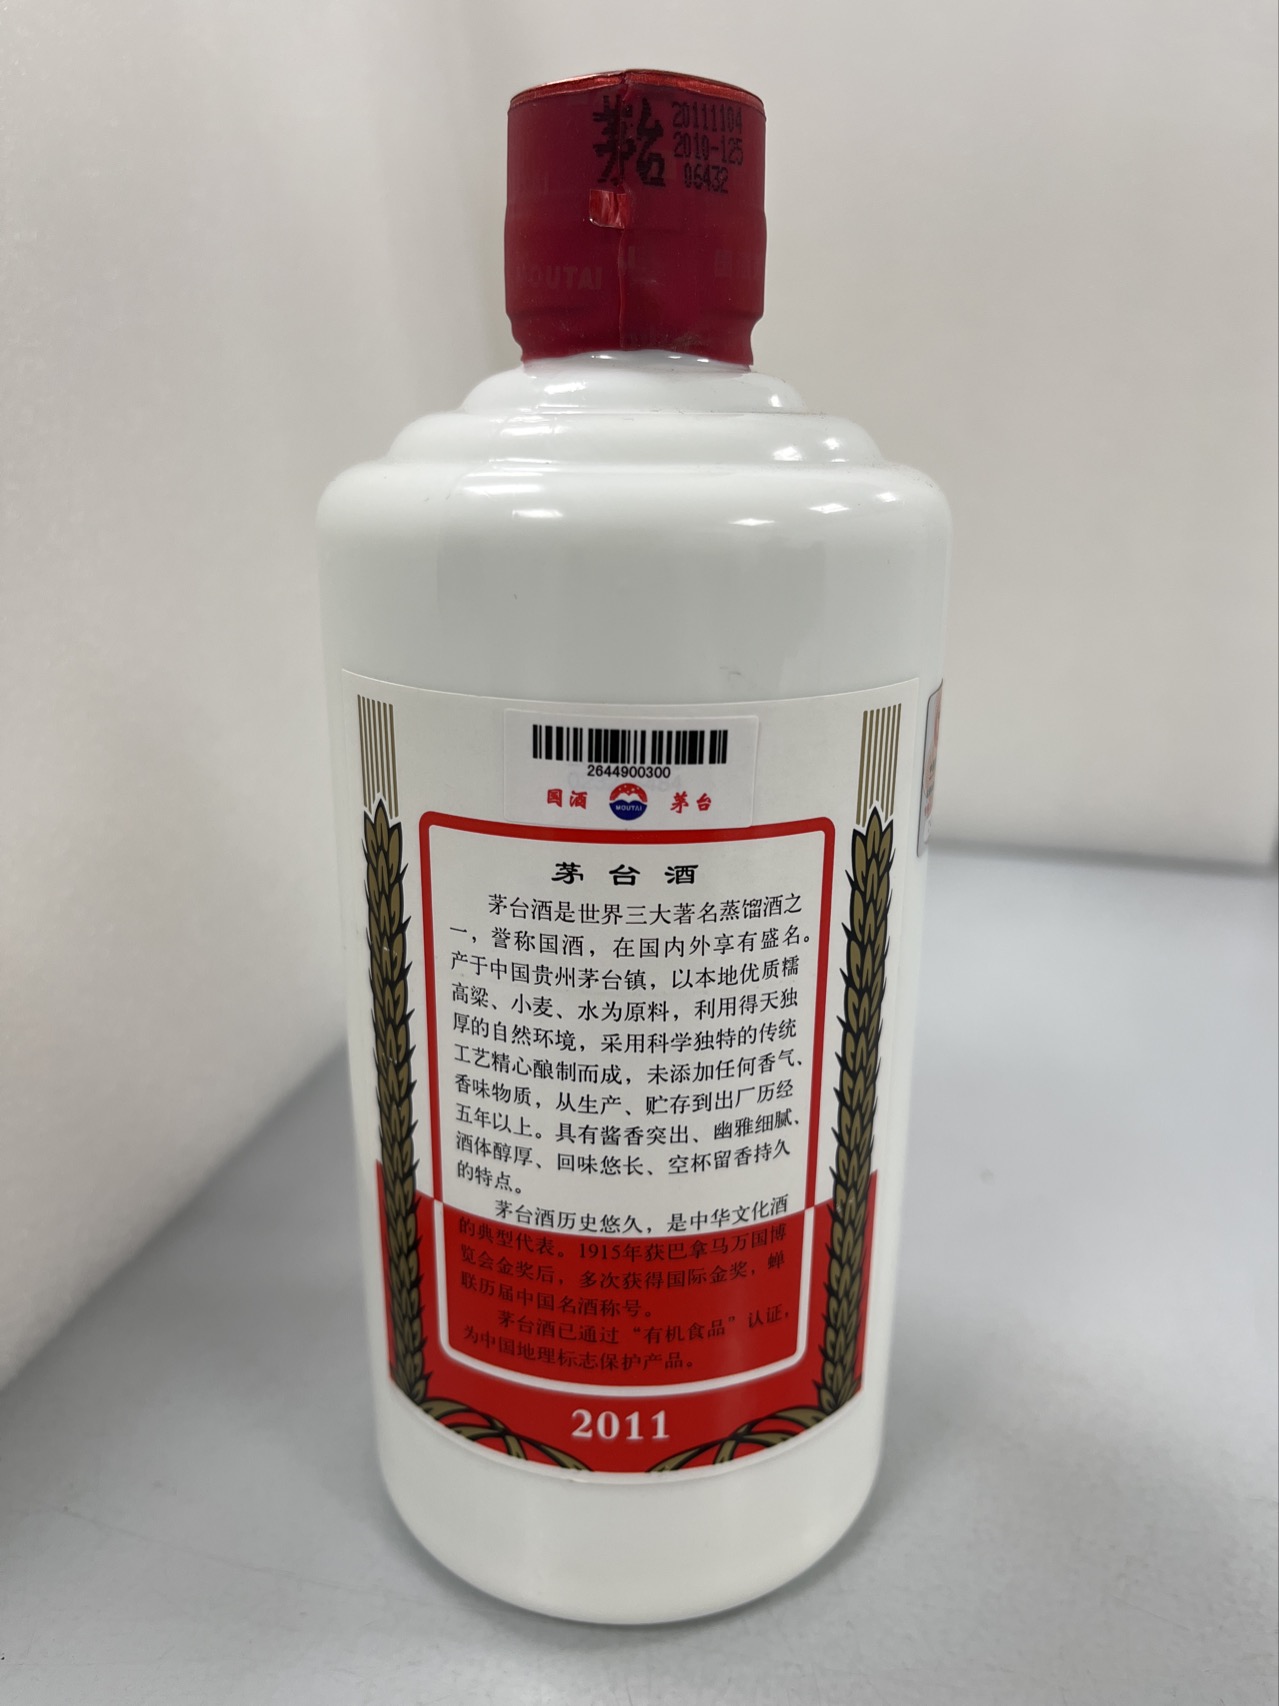 茅台
20111104
2010-125
06432
MOUTAI
2644900300
国酒
MOUTAI
茅台
茅台酒
茅台酒是世界三大著名蒸馏酒之
一，誉称国酒，在国内外享有盛名。
产于中国贵州茅台镇，以本地优质糯
高粱、小麦、水为原料，利用得天独
厚的自然环境，采用科学独特的传统
工艺精心酿制而成，未添加任何香气、
香味物质，从生产、贮存到出厂历经
五年以上。具有酱香突出、幽雅细腻、
酒体醇厚、回味悠长、空杯留香持久
的特点。
茅台酒历史悠久，是中华文化酒
的典型代表。1915年获巴拿马万国博
览会金奖后，多次获得国际金奖，蝉
联历届中国名酒称号。
茅台酒已通过“有机食品”认证，
为中国地理标志保护产品。
2011